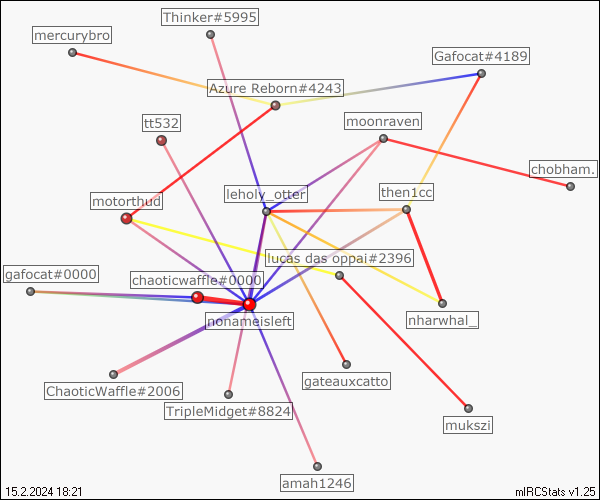 Thinker#5995
mercurybro
Gafocat#4189
Azure Reborn#4243
tt532
moonraven
chobham.
leholy_otter
then1cc
motorthud
lucas das oppai#2396
gafocat#0000
chaoticwaffle#0000
nonameisleft
nharwhal_
ChaoticWaffle#2006
gateauxcatto
TripleMidget#8824
mukszi
amah1246
15.2.2024 18:21
mIRCStats v1.25